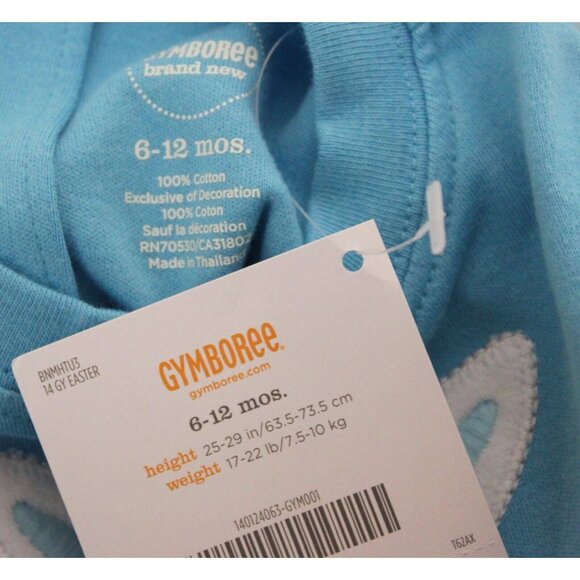 GYMBOREE
brand new
6-12 mos.
100% Cotton
Exclusive of Decoration
100% Coton
Sauf la décoration
RN70530/CA31802
Made in Thailand
BNMHTU3
14 GY EASTER
GYMBOREE
gymboree.com
6-12 mos.
height 25-29 in/63.5-73.5 cm
weight 17-22 lb/7.5-10 kg
140124063-GYM001
T62AX